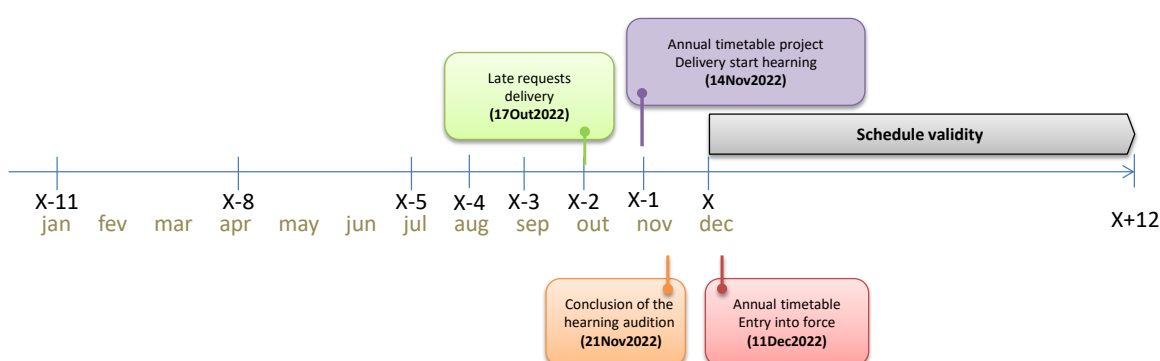 Annual timetable project
Delivery start hearning
(14Nov2022)
Late requests
delivery
(17Out2022)
Schedule validity
X-11 X-8 X-5 X-4 X-3 X-2 X-1 X
jan fev mar apr may jun jul aug sep out nov dec
X+12
Conclusion of the
hearning audition
(21Nov2022)
Annual timetable
Entry into force
(11Dec2022)